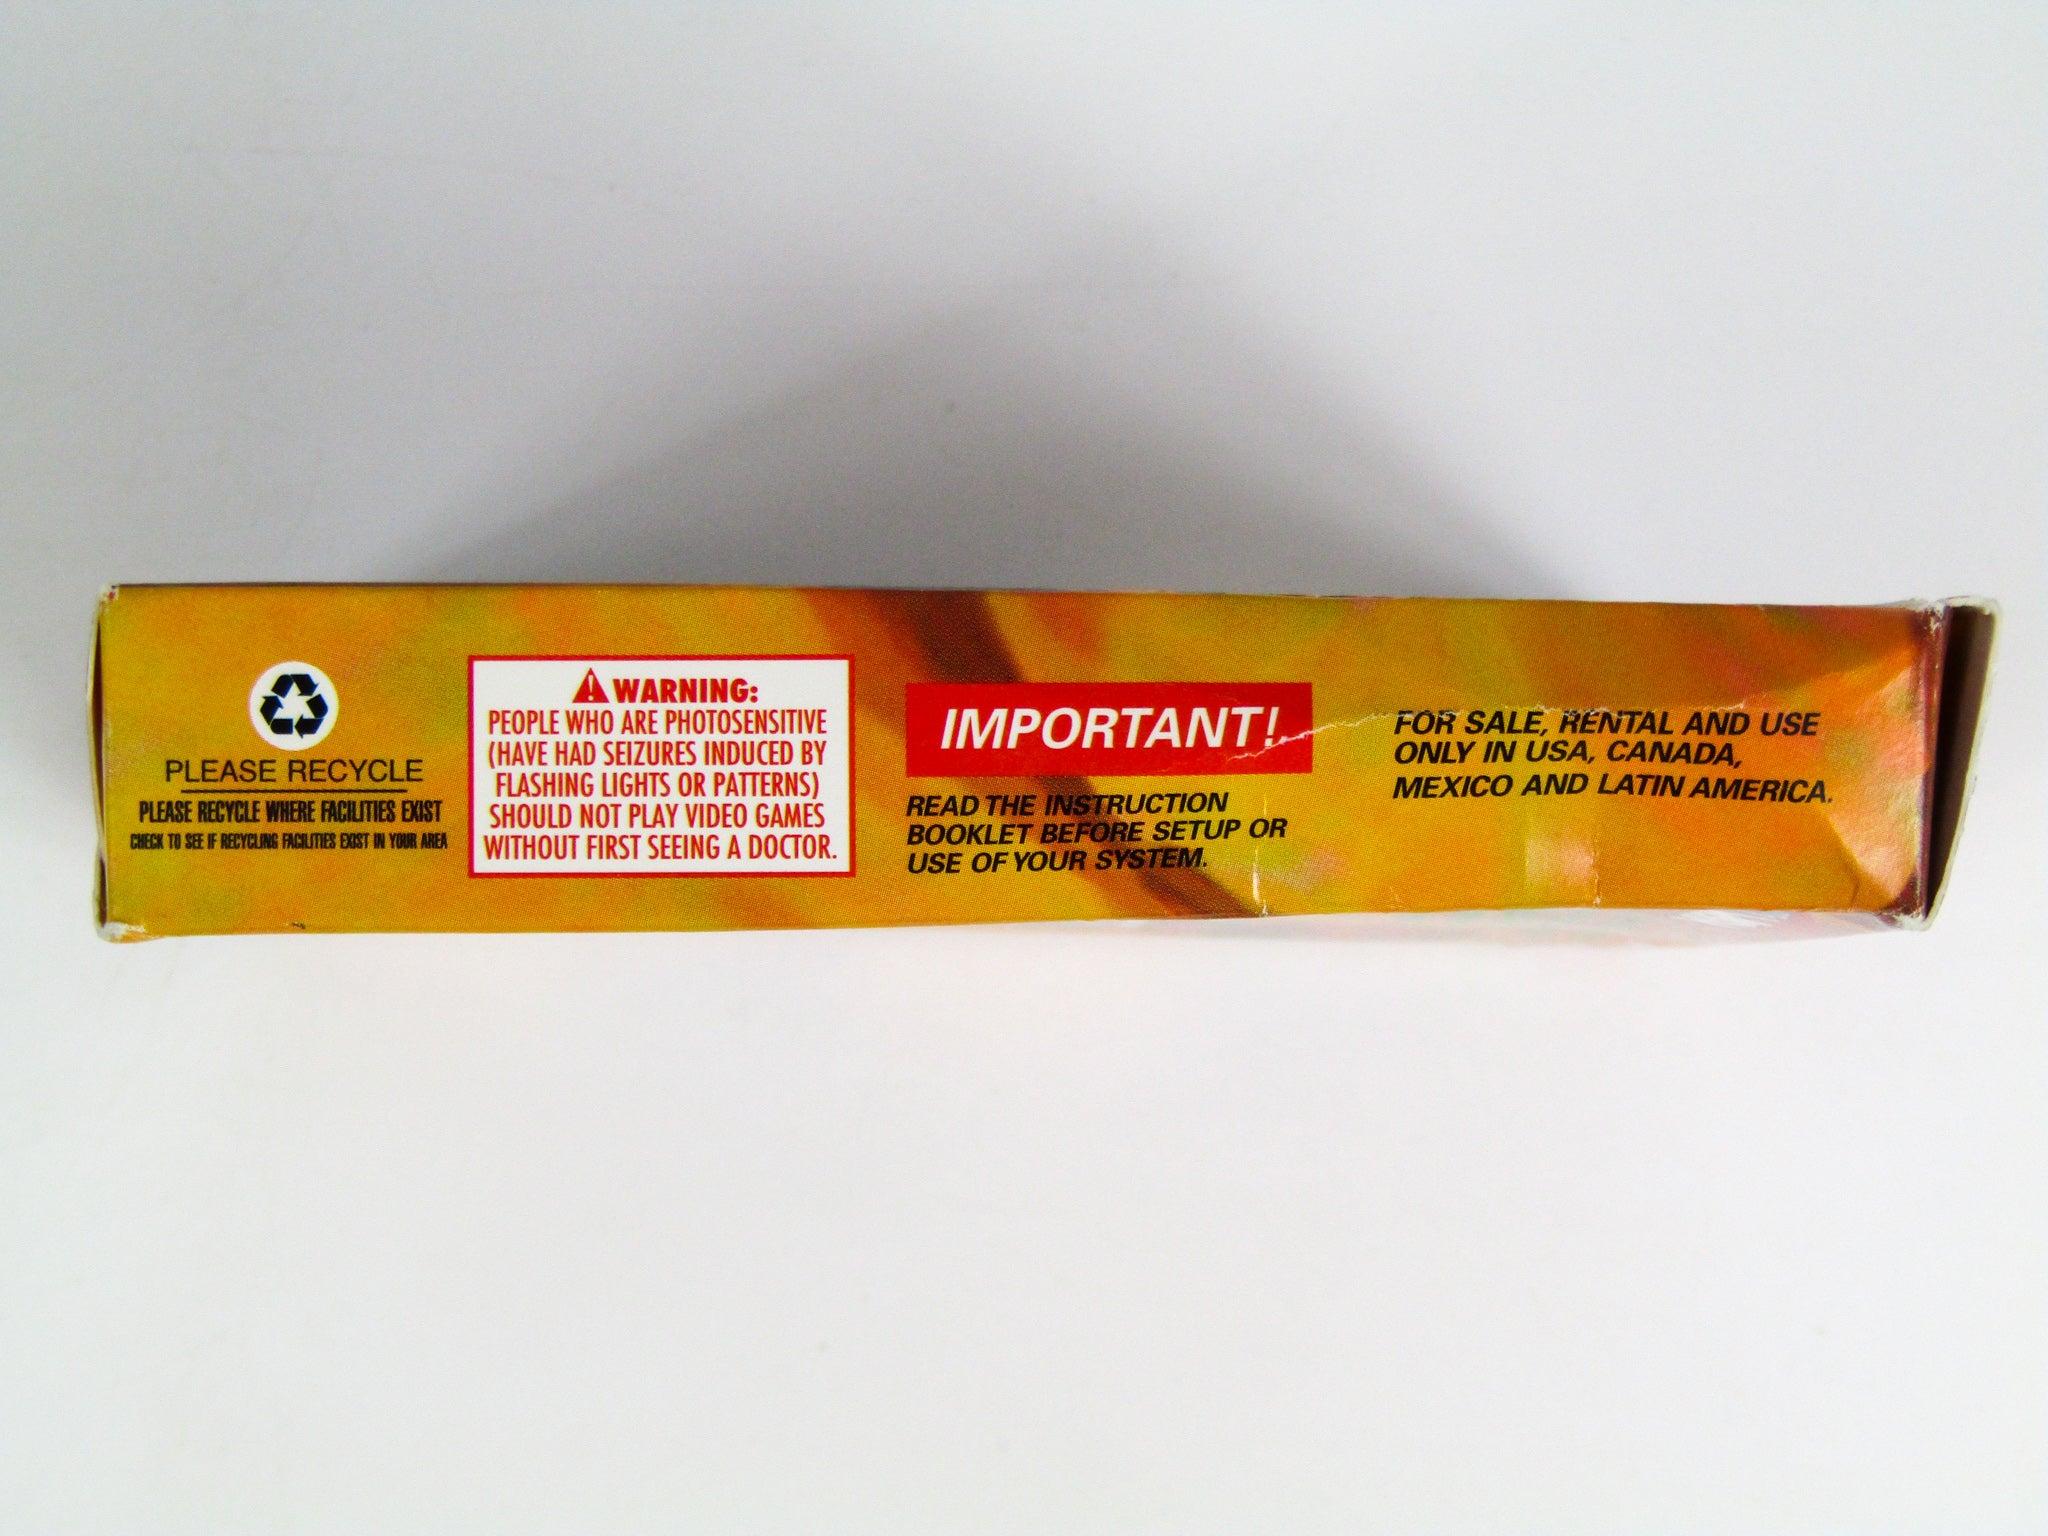 PLEASE RECYCLE
PLEASE RECYCLE WHERE FACILITIES EXIST
CHECK TO SEE IF RECYCLING FACILITIES EXIST IN YOUR AREA
WARNING:
PEOPLE WHO ARE PHOTOSENSITIVE
(HAVE HAD SEIZURES INDUCED BY
FLASHING LIGHTS OR PATTERNS)
SHOULD NOT PLAY VIDEO GAMES
WITHOUT FIRST SEEING A DOCTOR.
IMPORTANT!
READ THE INSTRUCTION
BOOKLET BEFORE SETUP OR
USE OF YOUR SYSTEM.
FOR SALE, RENTAL AND USE
ONLY IN USA, CANADA,
MEXICO AND LATIN AMERICA.